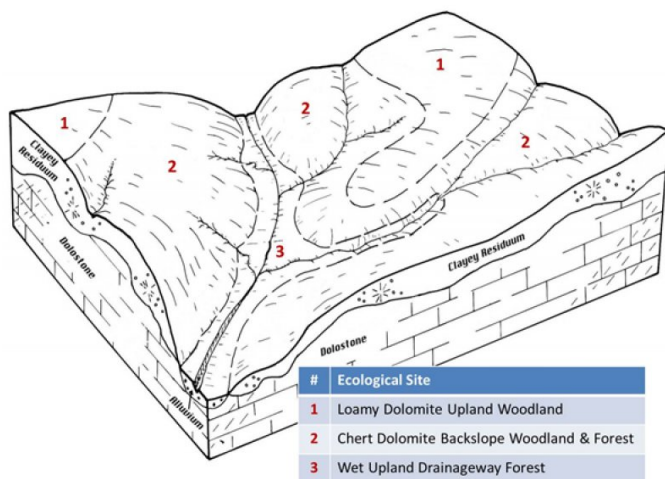 1
1
2
2
2
3
Clayey
Residuum
Dolostone
Clayey Residuum
Dolostone
Alluvium
# Ecological Site
1 Loamy Dolomite Upland Woodland
2 Chert Dolomite Backslope Woodland & Forest
3 Wet Upland Drainageway Forest